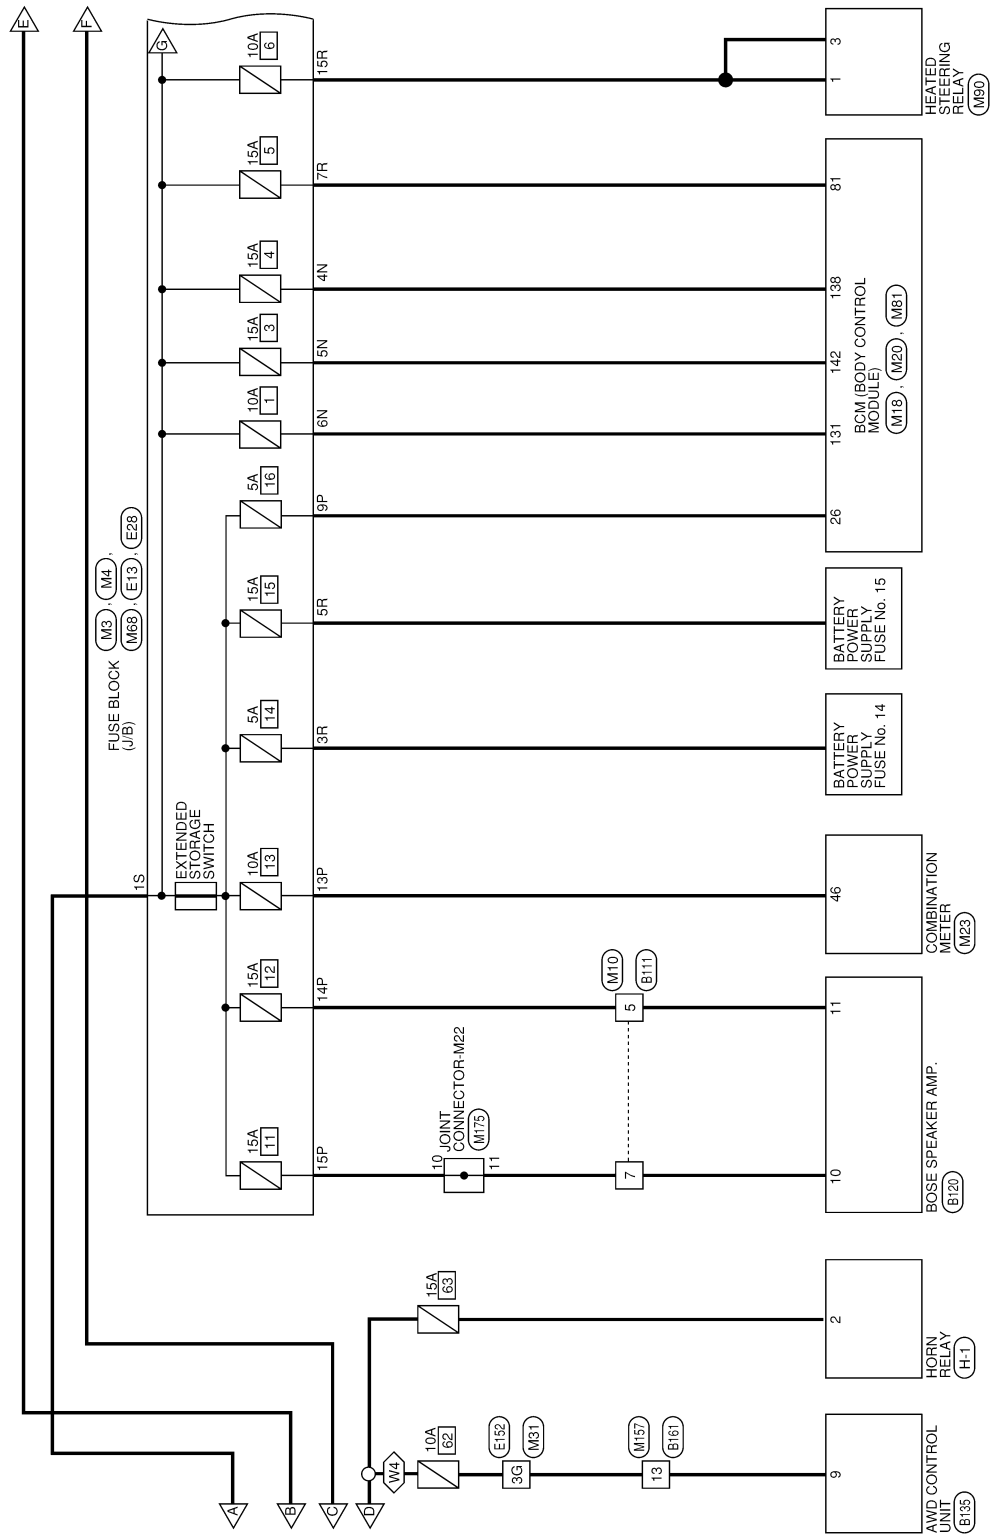 E
F
G
10A
6
15R
3
1
HEATED
STEERING
RELAY
M90
15A
5
7R
81
15A
4
4N
138
15A
3
5N
142
10A
1
6N
131
5A
16
9P
26
BCM (BODY CONTROL
MODULE)
M18 , M20 , M81
FUSE BLOCK
(J/B)
M3 , M4 ,
M68 , E13 , E28
15A
15
5R
BATTERY
POWER
SUPPLY
FUSE No. 15
5A
14
3R
BATTERY
POWER
SUPPLY
FUSE No. 14
1S
EXTENDED
STORAGE
SWITCH
10A
13
13P
46
COMBINATION
METER
M23
15A
12
14P
5
M10
B111
11
15A
11
15P
10
JOINT
CONNECTOR-M22
M175
11
7
10
BOSE SPEAKER AMP.
B120
15A
63
2
HORN
RELAY
H-1
A
B
C
D
W4
10A
62
3G
E152
M31
13
M157
B161
9
AWD CONTROL
UNIT
B135